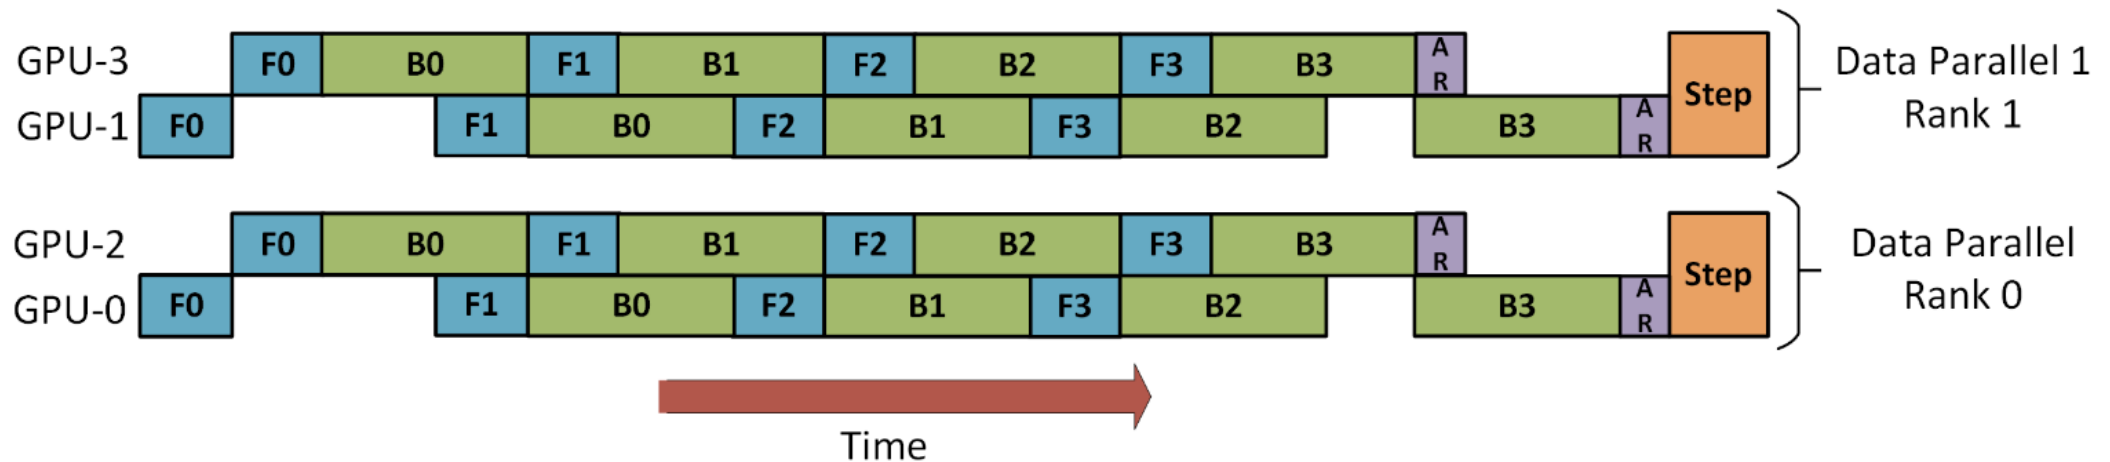 GPU-3 F0 B0 F1 B1 F2 B2 F3 B3 A R
GPU-1 F0 F1 B0 F2 B1 F3 B2 B3 A R
Step
Data Parallel 1
Rank 1
GPU-2 F0 B0 F1 B1 F2 B2 F3 B3 A R
GPU-0 F0 F1 B0 F2 B1 F3 B2 B3 A R
Step
Data Parallel
Rank 0
Time